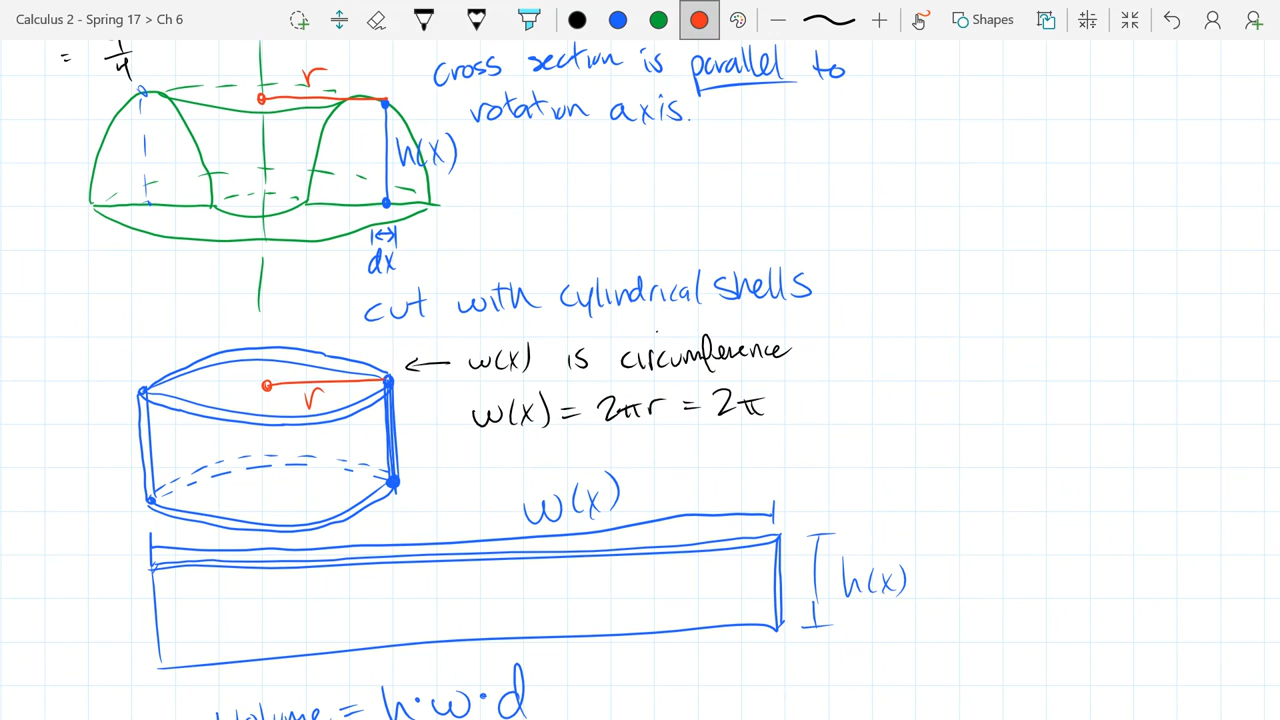 Calculus 2 - Spring 17 > Ch 6
Shapes
cross section is parallel to
rotation axis.
=
4
r
h(x)
dx
cut with cylindrical shells
← w(x) is circumference
w(x) = 2πr = 2π
r
w(x)
h(x)
Volume = h·w·d